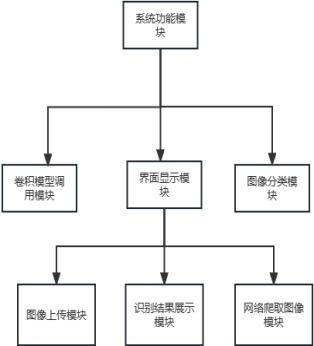 系统功能模
块
卷积模型调
用模块
界面显示模
块
图像分类模
块
图像上传模块
识别结果展示
模块
网络爬取图像
模块